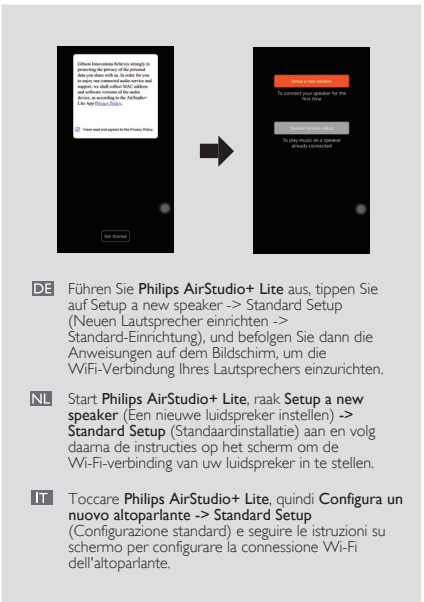 Gibson Innovations believes strongly in
protecting the privacy of the personal
data you share with us. In order for you
to enjoy our connected audio service and
support, we shall collect MAC address
and software versions of the audio
device, as according to the AirStudio+
Lite App Privacy Policy.
I have read and agreed to the Privacy Policy.
Get Started
Setup a new speaker
To connect your speaker for the
first time
Speaker already setup
To play music on a speaker
already connected
DE Führen Sie Philips AirStudio+ Lite aus, tippen Sie
auf Setup a new speaker -> Standard Setup
(Neuen Lautsprecher einrichten ->
Standard-Einrichtung), und befolgen Sie dann die
Anweisungen auf dem Bildschirm, um die
WiFi-Verbindung Ihres Lautsprechers einzurichten.
NL Start Philips AirStudio+ Lite, raak Setup a new
speaker (Een nieuwe luidspreker instellen) ->
Standard Setup (Standaardinstallatie) aan en volg
daarna de instructies op het scherm om de
Wi-Fi-verbinding van uw luidspreker in te stellen.
IT Toccare Philips AirStudio+ Lite, quindi Configura un
nuovo altoparlante -> Standard Setup
(Configurazione standard) e seguire le istruzioni su
schermo per configurare la connessione Wi-Fi
dell'altoparlante.